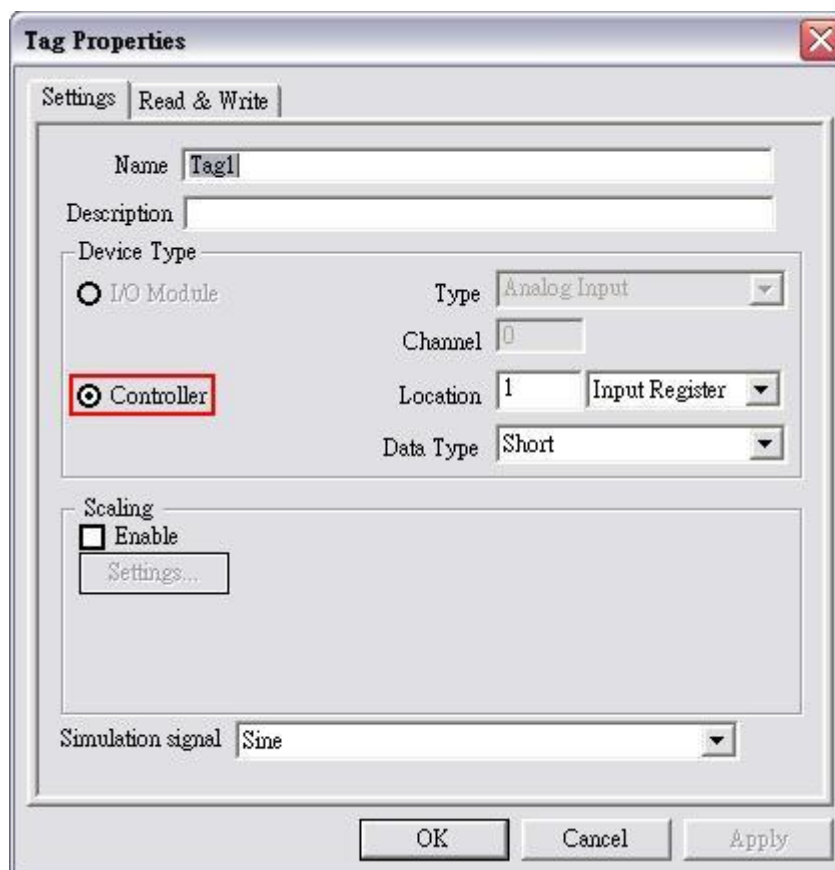 Tag Properties
Settings Read & Write
Name Tag1
Description
Device Type
I/O Module Type Analog Input
Channel 0
Controller Location 1 Input Register
Data Type Short
Scaling
Enable
Settings...
Simulation signal Sine
OK Cancel Apply